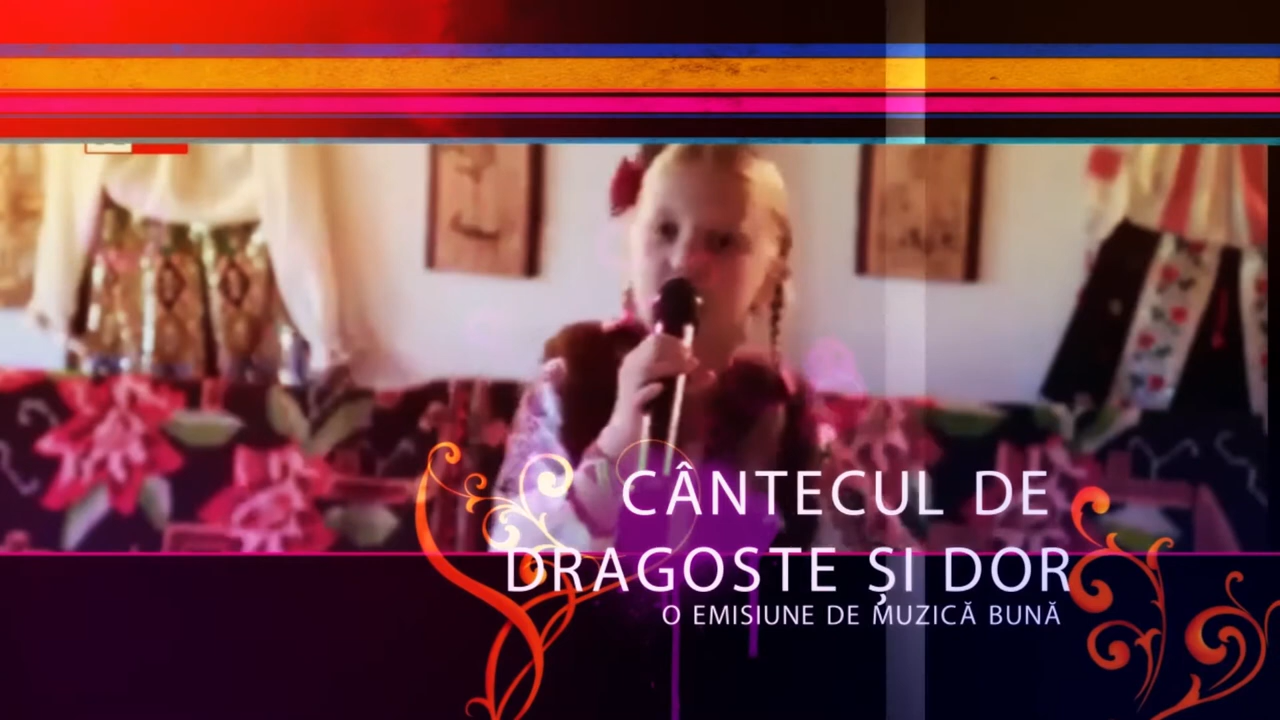 CÂNTECUL DE
DRAGOSTE ȘI DOR
O EMISIUNE DE MUZICĂ BUNĂ